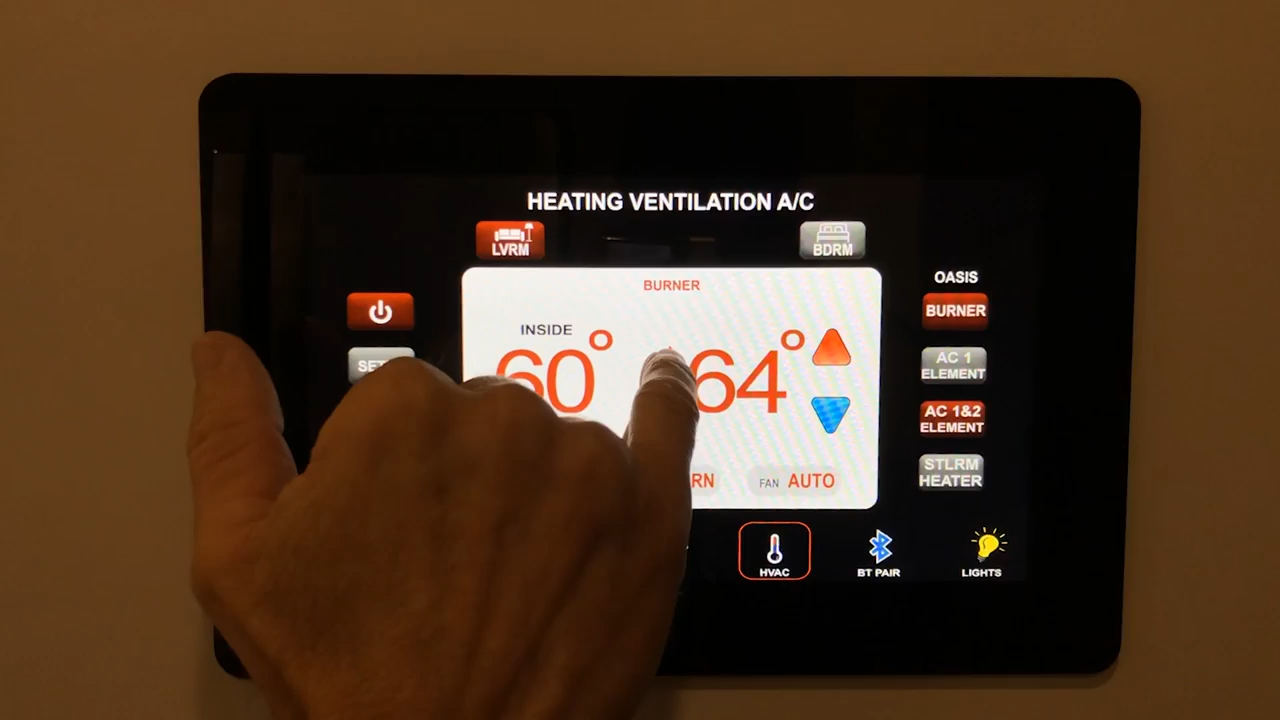 HEATING VENTILATION A/C
LVRM
BDRM
BURNER
OASIS
INSIDE
60°
64°
BURNER
AC 1
ELEMENT
AC 1&2
ELEMENT
FAN AUTO
STLRM
HEATER
HVAC
BT PAIR
LIGHTS